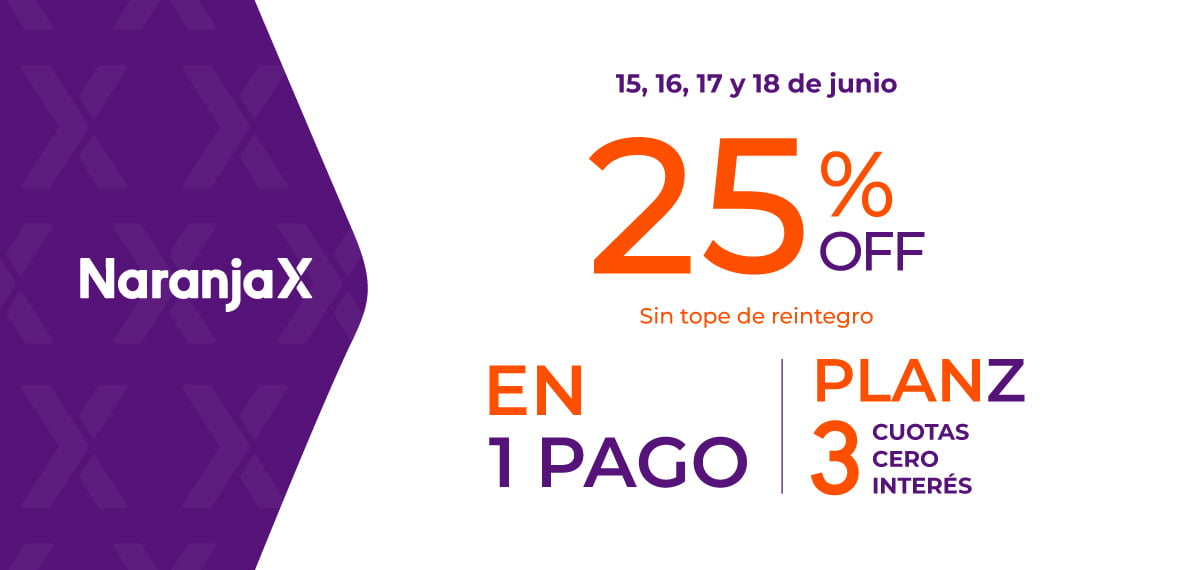 NaranjaX
15, 16, 17 y 18 de junio
25%
OFF
Sin tope de reintegro
EN
1 PAGO
PLANZ
3 CUOTAS
CERO
INTERÉS